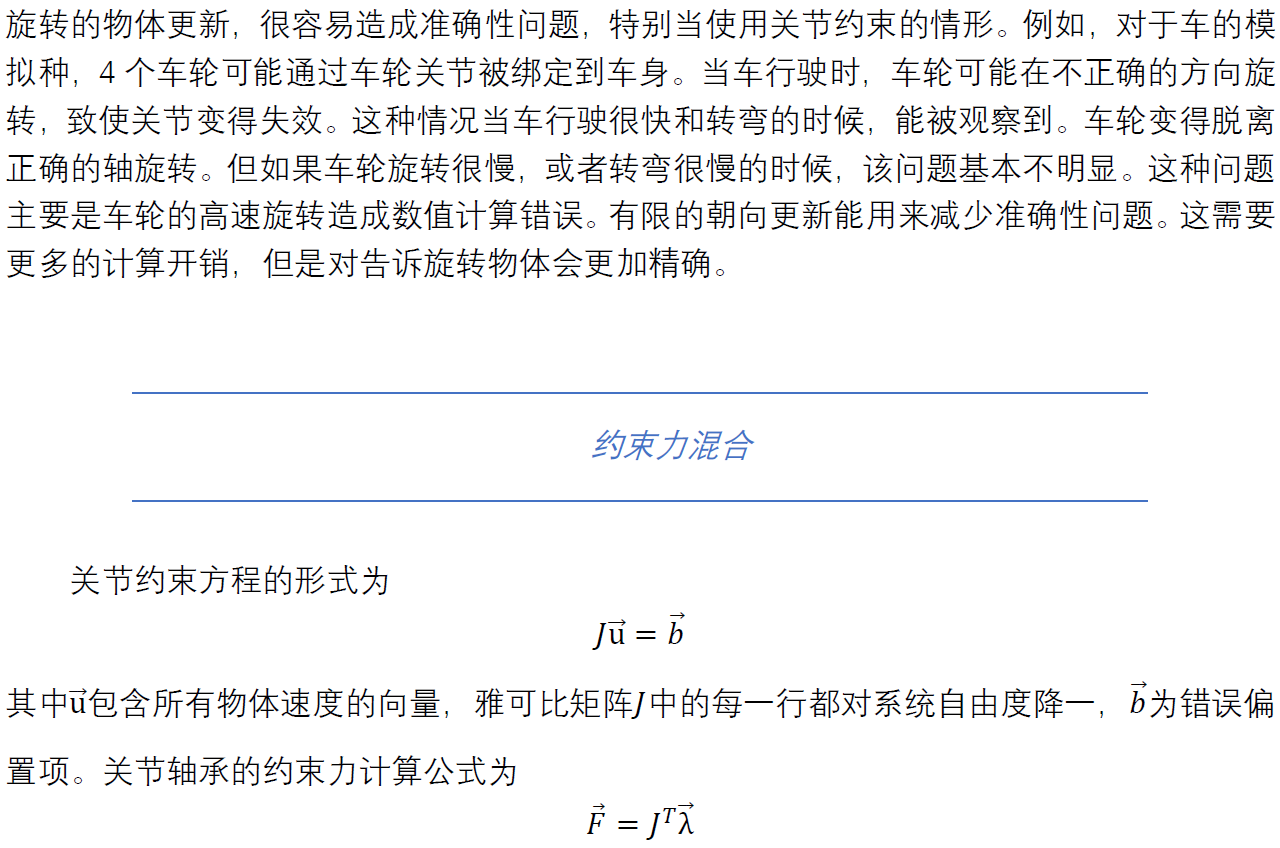 旋转的物体更新，很容易造成准确性问题，特别当使用关节约束的情形。例如，对于车的模
拟种，4 个车轮可能通过车轮关节被绑定到车身。当车行驶时，车轮可能在不正确的方向旋
转，致使关节变得失效。这种情况当车行驶很快和转弯的时候，能被观察到。车轮变得脱离
正确的轴旋转。但如果车轮旋转很慢，或者转弯很慢的时候，该问题基本不明显。这种问题
主要是车轮的高速旋转造成数值计算错误。有限的朝向更新能用来减少准确性问题。这需要
更多的计算开销，但是对告诉旋转物体会更加精确。
约束力混合
关节约束方程的形式为
J\vec{u} = \vec{b}
其中\vec{u}包含所有物体速度的向量，雅可比矩阵J中的每一行都对系统自由度降一，\vec{b}为错误偏
置项。关节轴承的约束力计算公式为
\vec{F} = J^T\vec{λ}